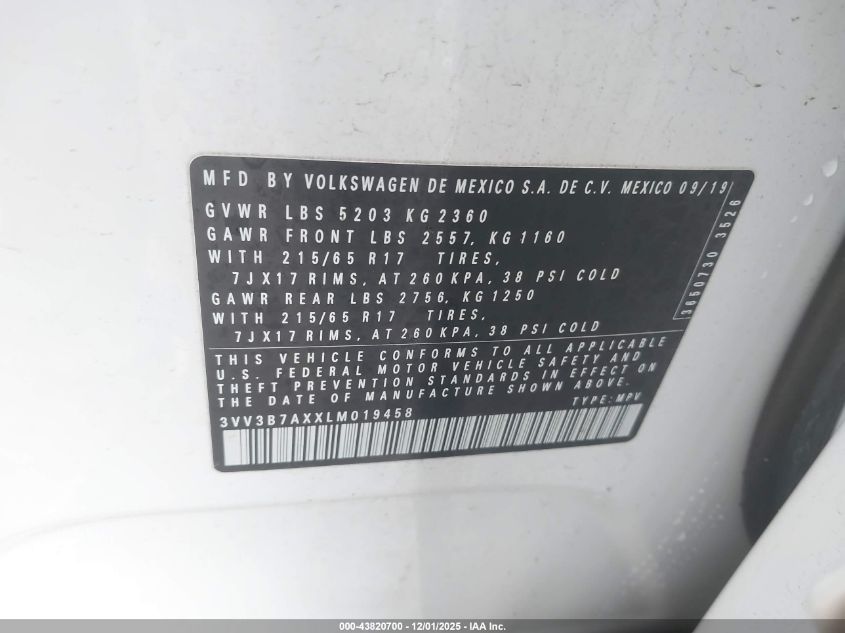 MFD BY VOLKSWAGEN DE MEXICO S.A. DE C.V. MEXICO 09/19
GVWR LBS 5203 KG 2360
GAWR FRONT LBS 2557, KG 1160
WITH 215/65 R17 TIRES,
7JX17 RIMS, AT 260 KPA, 38 PSI COLD
GAWR REAR LBS 2756, KG 1250
WITH 215/65 R17 TIRES,
7JX17 RIMS, AT 260 KPA, 38 PSI COLD
3650730 3526
THIS VEHICLE CONFORMS TO ALL APPLICABLE
U.S. FEDERAL MOTOR VEHICLE SAFETY AND
THEFT PREVENTION STANDARDS IN EFFECT ON
THE DATE OF MANUFACTURE SHOWN ABOVE.
3VV3B7AXXLM019458 TYPE: MPV
000-43820700 - 12/01/2025 - IAA Inc.